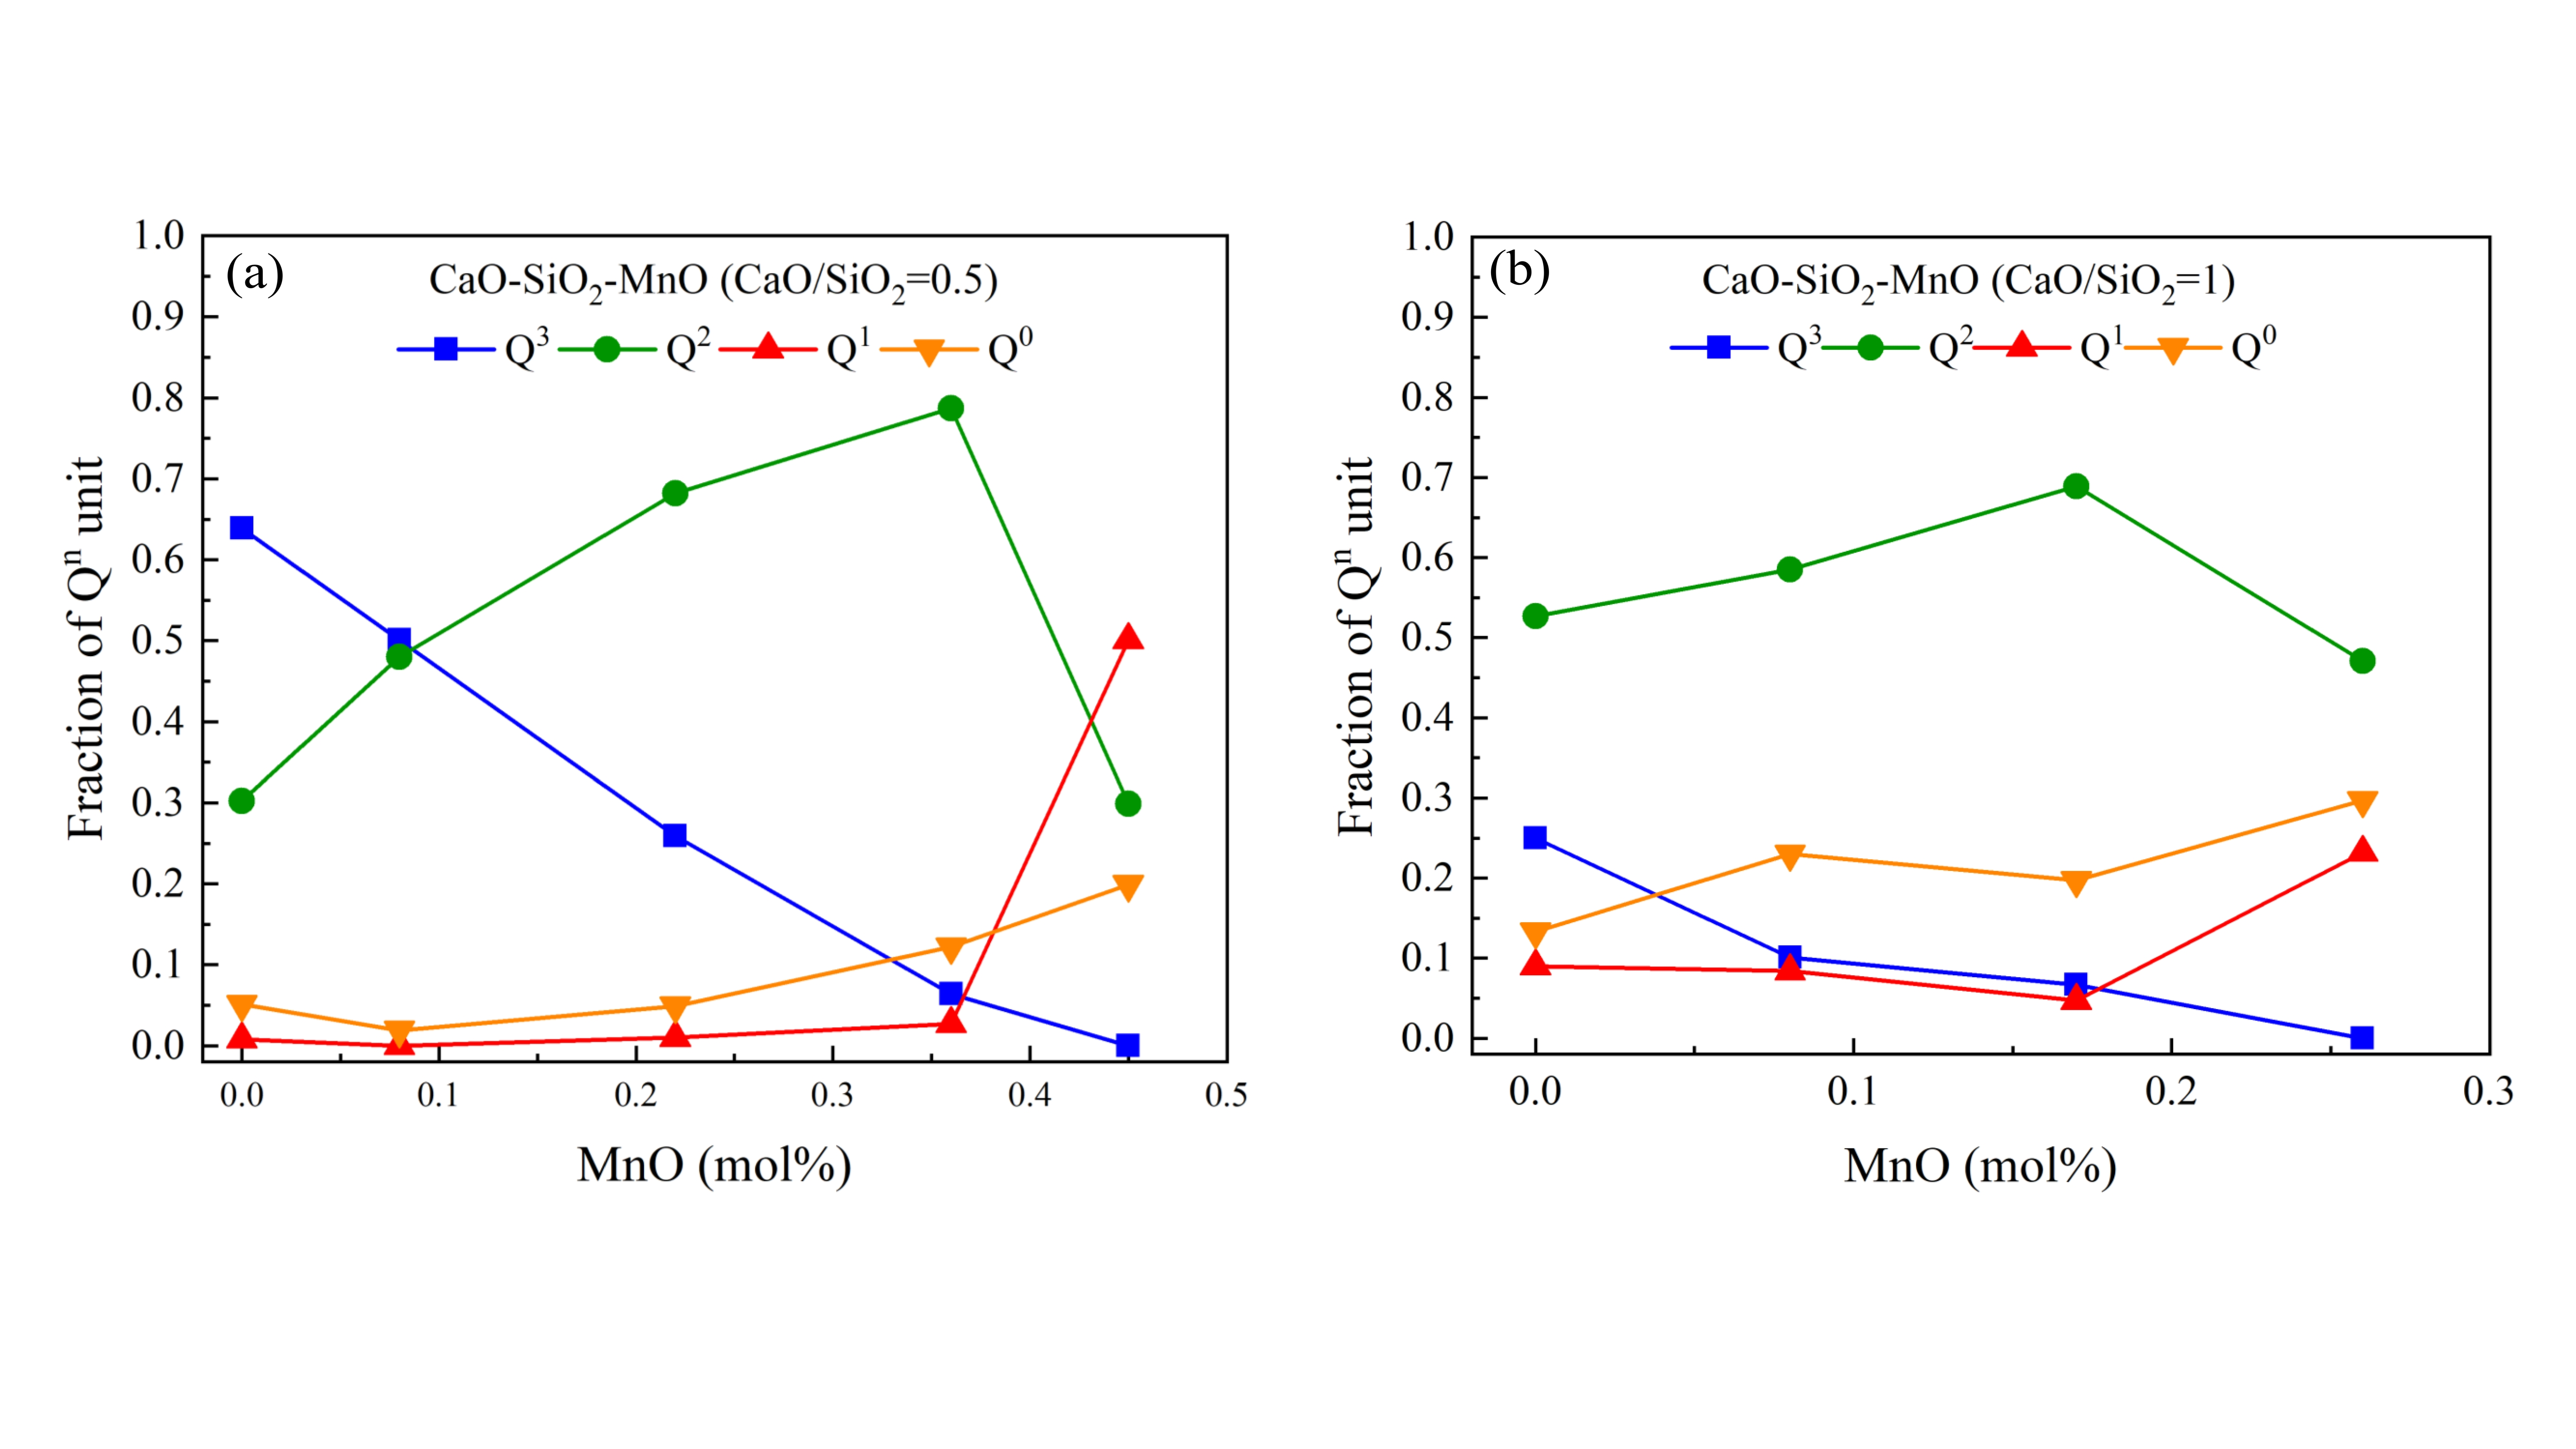 (a)
CaO-SiO₂-MnO (CaO/SiO₂=0.5)
Q³ Q² Q¹ Q⁰
1.0
0.9
0.8
0.7
0.6
0.5
0.4
0.3
0.2
0.1
0.0
Fraction of Qⁿ unit
0.0 0.1 0.2 0.3 0.4 0.5
MnO (mol%)
(b)
CaO-SiO₂-MnO (CaO/SiO₂=1)
Q³ Q² Q¹ Q⁰
1.0
0.9
0.8
0.7
0.6
0.5
0.4
0.3
0.2
0.1
0.0
Fraction of Qⁿ unit
0.0 0.1 0.2 0.3
MnO (mol%)